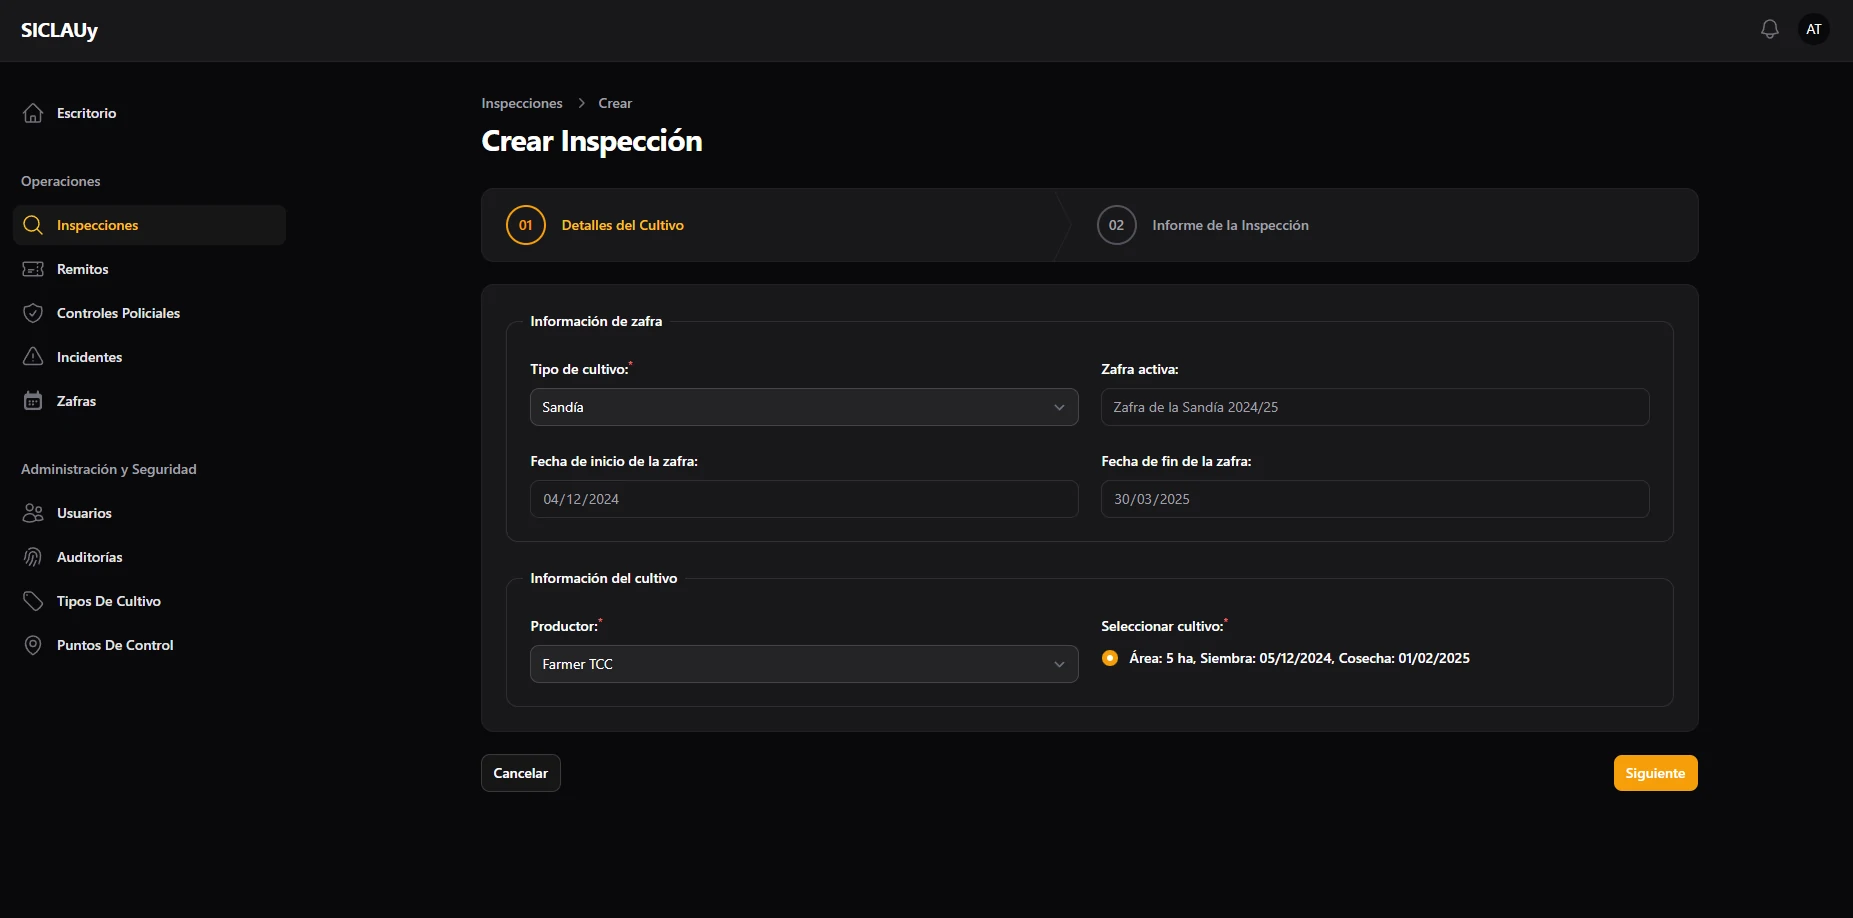 SICLAUy
AT
Escritorio
Operaciones
Inspecciones
Remitos
Controles Policiales
Incidentes
Zafras
Administración y Seguridad
Usuarios
Auditorías
Tipos De Cultivo
Puntos De Control
Inspecciones > Crear
Crear Inspección
01 Detalles del Cultivo
02 Informe de la Inspección
Información de zafra
Tipo de cultivo:*
Sandía
Zafra activa:
Zafra de la Sandía 2024/25
Fecha de inicio de la zafra:
04/12/2024
Fecha de fin de la zafra:
30/03/2025
Información del cultivo
Productor:*
Farmer TCC
Seleccionar cultivo:*
Área: 5 ha, Siembra: 05/12/2024, Cosecha: 01/02/2025
Cancelar
Siguiente